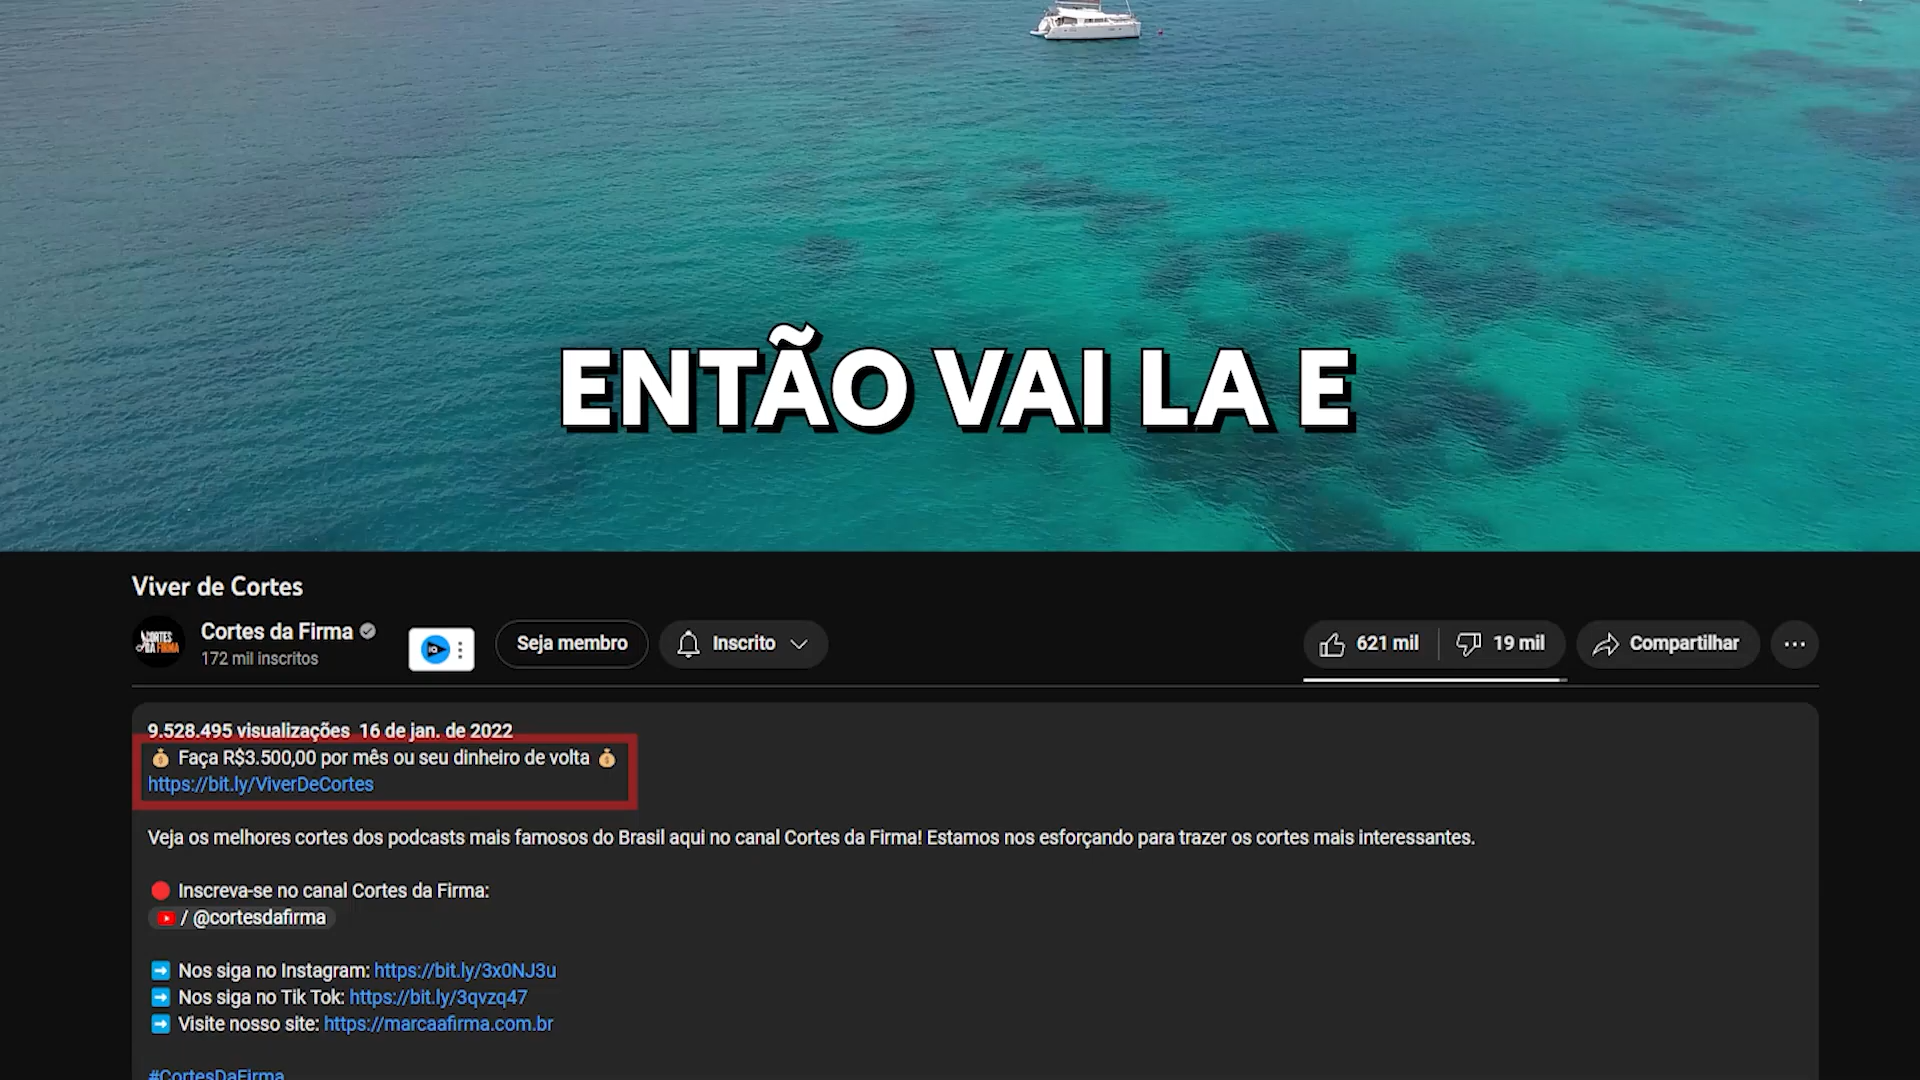 ENTÃO VAI LA E
Viver de Cortes
CORTES
DA FIRMA
Cortes da Firma
172 mil inscritos
Seja membro
Inscrito
621 mil
19 mil
Compartilhar
9.528.495 visualizações 16 de jan. de 2022
💰 Faça R$3.500,00 por mês ou seu dinheiro de volta 💰
https://bit.ly/ViverDeCortes
Veja os melhores cortes dos podcasts mais famosos do Brasil aqui no canal Cortes da Firma! Estamos nos esforçando para trazer os cortes mais interessantes.
🔴 Inscreva-se no canal Cortes da Firma:
/ @cortesdafirma
➡️ Nos siga no Instagram: https://bit.ly/3x0NJ3u
➡️ Nos siga no Tik Tok: https://bit.ly/3qvzq47
➡️ Visite nosso site: https://marcaafirma.com.br
#CortesDaFirma